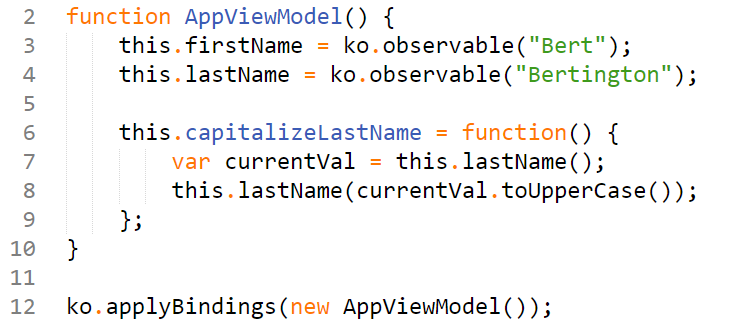 2 function AppViewModel() {
3     this.firstName = ko.observable("Bert");
4     this.lastName = ko.observable("Bertington");
5
6     this.capitalizeLastName = function() {
7         var currentVal = this.lastName();
8         this.lastName(currentVal.toUpperCase());
9     };
10 }
11
12 ko.applyBindings(new AppViewModel());